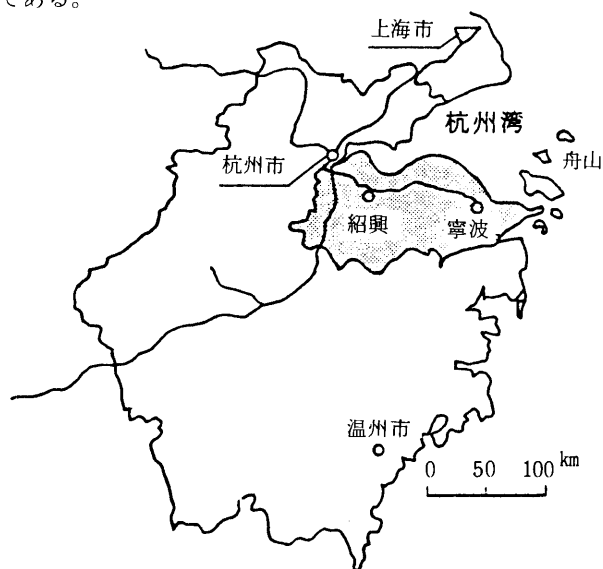 である。
上海市
杭州湾
舟山
杭州市
紹興
寧波
温州市
0 50 100 km